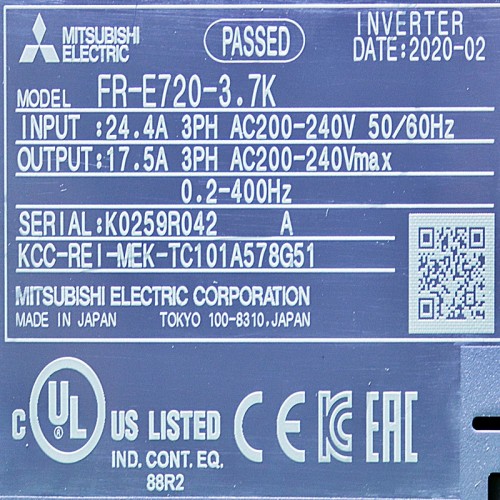 MITSUBISHI ELECTRIC
PASSED
INVERTER
DATE:2020-02
MODEL FR-E720-3.7K
INPUT :24.4A 3PH AC200-240V 50/60Hz
OUTPUT:17.5A 3PH AC200-240Vmax
0.2-400Hz
SERIAL:K0259R042 A
KCC-REI-MEK-TC101A578G51
MITSUBISHI ELECTRIC CORPORATION
MADE IN JAPAN TOKYO 100-8310,JAPAN
C UL ® US LISTED CE KC EAC
IND. CONT. EQ.
88R2